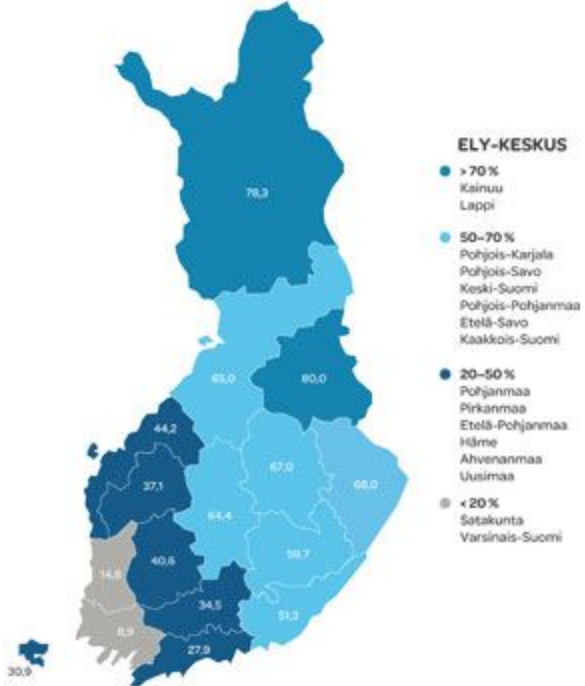 ELY-KESKUS
> 70 %
Kainuu
Lappi
50–70 %
Pohjois-Karjala
Pohjois-Savo
Keski-Suomi
Pohjois-Pohjanmaa
Etelä-Savo
Kaakkois-Suomi
20–50 %
Pohjanmaa
Pirkanmaa
Etelä-Pohjanmaa
Häme
Ahvenanmaa
Uusimaa
< 20 %
Satakunta
Varsinais-Suomi
78,3
65,0
80,0
44,2
67,0
37,1
68,0
64,4
40,6
59,7
34,5
51,3
8,9
27,9
30,9